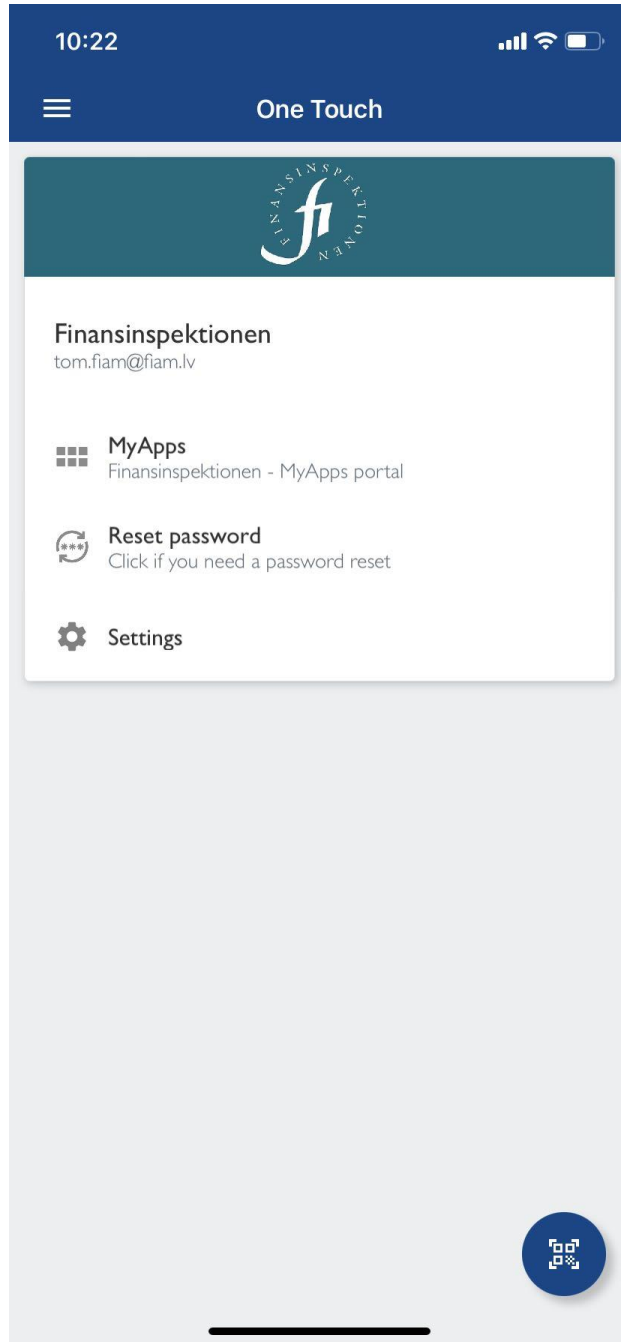 10:22
One Touch
FINANSINSPEKTIONEN
fi
Finansinspektionen
tom.fiam@fiam.lv
MyApps
Finansinspektionen - MyApps portal
***
Reset password
Click if you need a password reset
Settings